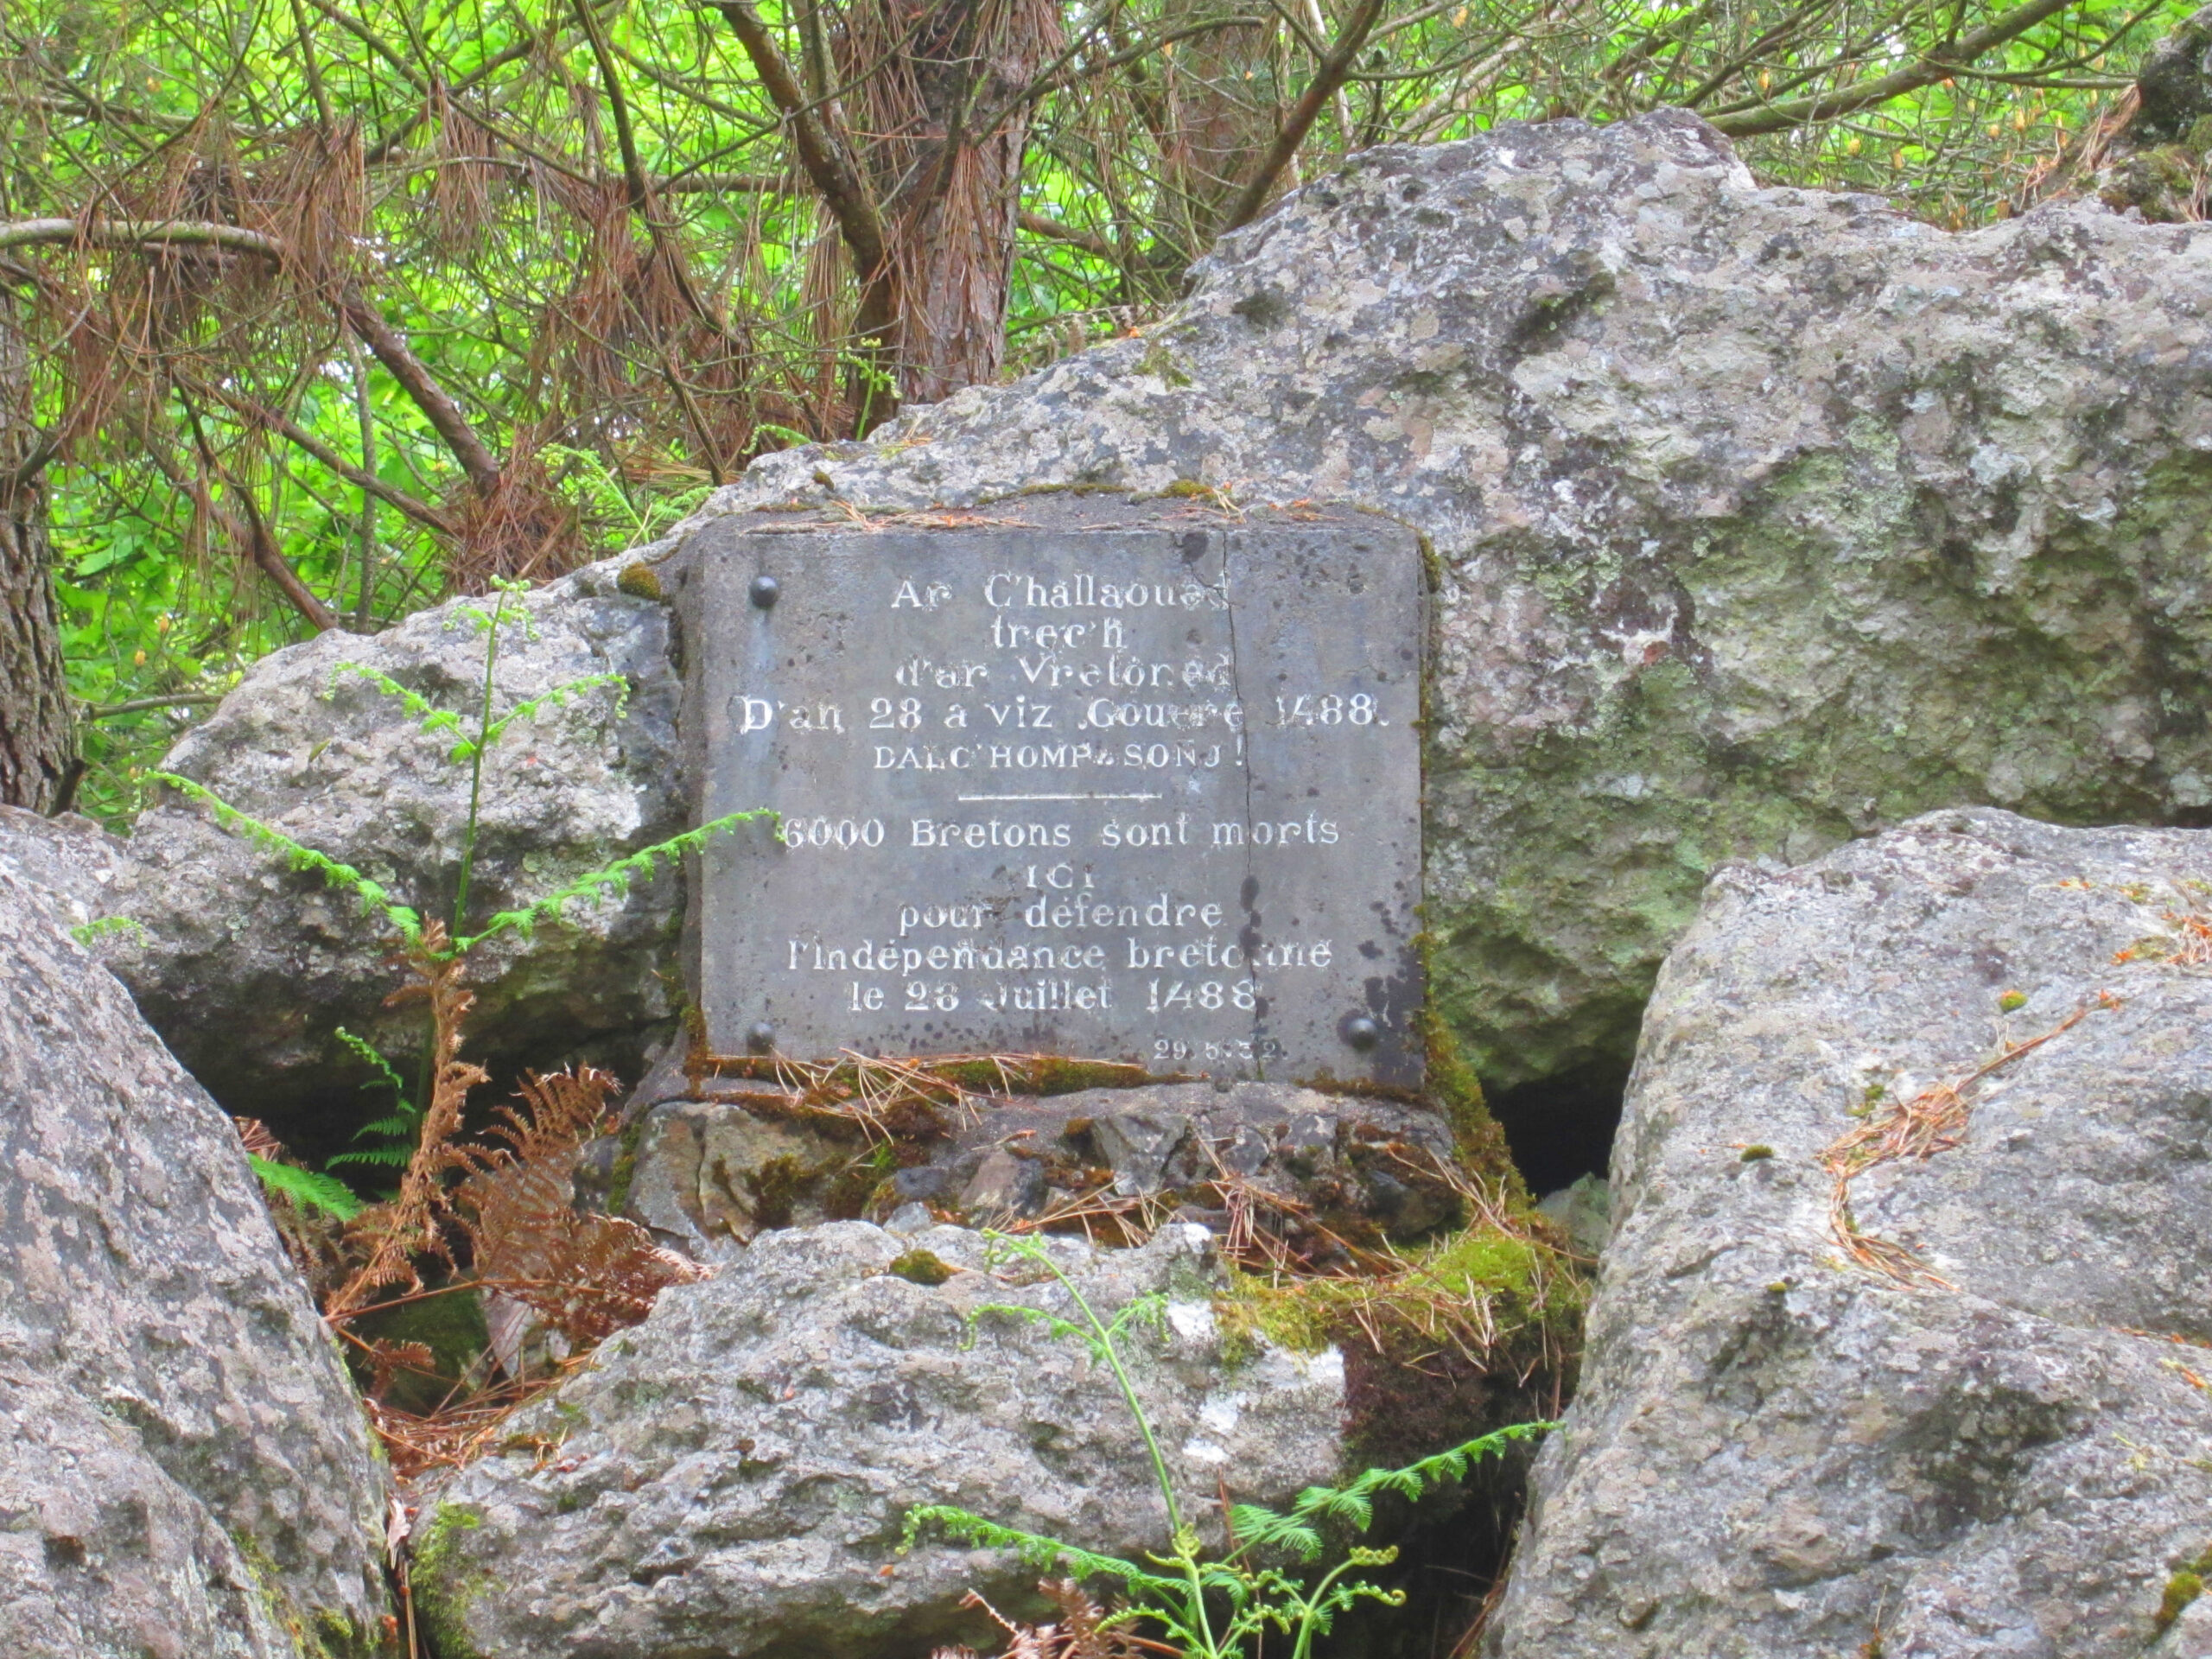 Ar C'hallaoued
trec'h
d'ar Vretoned
D'an 28 a viz Gouere 1488.
DALC'HOMP SONJ!
6000 Bretons sont morts
ICI
pour défendre
l'Indépendance bretonne
le 28 Juillet 1488
29.5.32